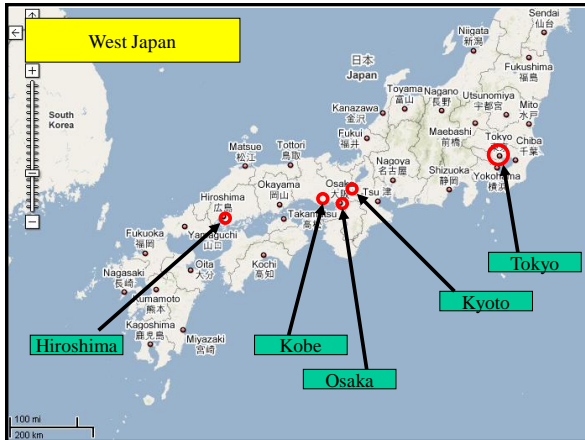 West Japan
Sendai
仙台
Niigata
新潟
Fukushima
福島
日本
Japan
Toyama
富山
Nagano
長野
Utsunomiya
宇都宮
Mito
水戸
Kanazawa
金沢
Maebashi
前橋
Tokyo
Fukui
福井
Chiba
千葉
South
Korea
Matsue
松江
Tottori
鳥取
Nagoya
名古屋
Shizuoka
静岡
Yokohama
横浜
Okayama
岡山
Osaka
大阪
Tsu 津
Hiroshima
広島
Takamatsu
高松
Yamaguchi
山口
Fukuoka
福岡
Kochi
高知
Oita
大分
Nagasaki
長崎
Kumamoto
熊本
Kagoshima
鹿児島
Miyazaki
宮崎
Tokyo
Kyoto
Hiroshima
Kobe
Osaka
100 mi
200 km